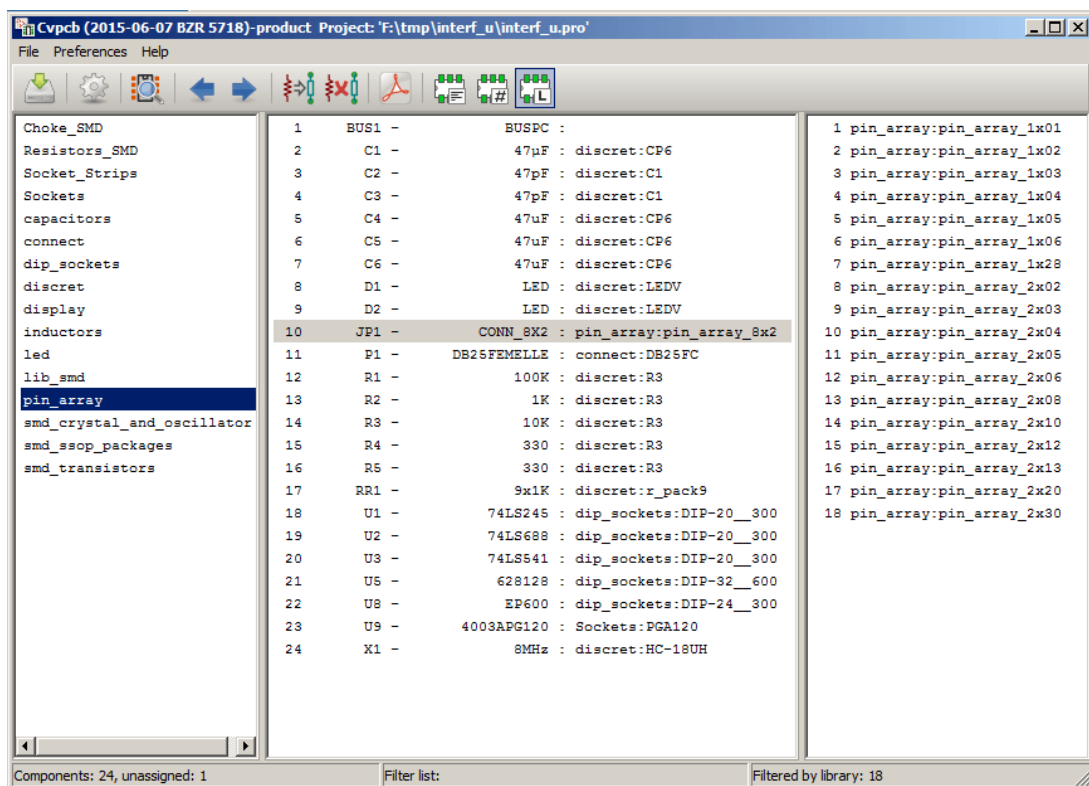 Cvpcb (2015-06-07 BZR 5718)-product Project: 'F:\tmp\interf_u\interf_u.pro'
File Preferences Help
# L
Choke_SMD
Resistors_SMD
Socket_Strips
Sockets
capacitors
connect
dip_sockets
discret
display
inductors
led
lib_smd
pin_array
smd_crystal_and_oscillator
smd_ssop_packages
smd_transistors
1 BUS1 - BUSPC :
2 C1 - 47µF : discret:CP6
3 C2 - 47pF : discret:C1
4 C3 - 47pF : discret:C1
5 C4 - 47uF : discret:CP6
6 C5 - 47uF : discret:CP6
7 C6 - 47uF : discret:CP6
8 D1 - LED : discret:LEDV
9 D2 - LED : discret:LEDV
10 JP1 - CONN_8X2 : pin_array:pin_array_8x2
11 P1 - DB25FEMELLE : connect:DB25FC
12 R1 - 100K : discret:R3
13 R2 - 1K : discret:R3
14 R3 - 10K : discret:R3
15 R4 - 330 : discret:R3
16 R5 - 330 : discret:R3
17 RR1 - 9x1K : discret:r_pack9
18 U1 - 74LS245 : dip_sockets:DIP-20__300
19 U2 - 74LS688 : dip_sockets:DIP-20__300
20 U3 - 74LS541 : dip_sockets:DIP-20__300
21 U5 - 628128 : dip_sockets:DIP-32__600
22 U8 - EP600 : dip_sockets:DIP-24__300
23 U9 - 4003APG120 : Sockets:PGA120
24 X1 - 8MHz : discret:HC-18UH
1 pin_array:pin_array_1x01
2 pin_array:pin_array_1x02
3 pin_array:pin_array_1x03
4 pin_array:pin_array_1x04
5 pin_array:pin_array_1x05
6 pin_array:pin_array_1x06
7 pin_array:pin_array_1x28
8 pin_array:pin_array_2x02
9 pin_array:pin_array_2x03
10 pin_array:pin_array_2x04
11 pin_array:pin_array_2x05
12 pin_array:pin_array_2x06
13 pin_array:pin_array_2x08
14 pin_array:pin_array_2x10
15 pin_array:pin_array_2x12
16 pin_array:pin_array_2x13
17 pin_array:pin_array_2x20
18 pin_array:pin_array_2x30
Components: 24, unassigned: 1
Filter list:
Filtered by library: 18